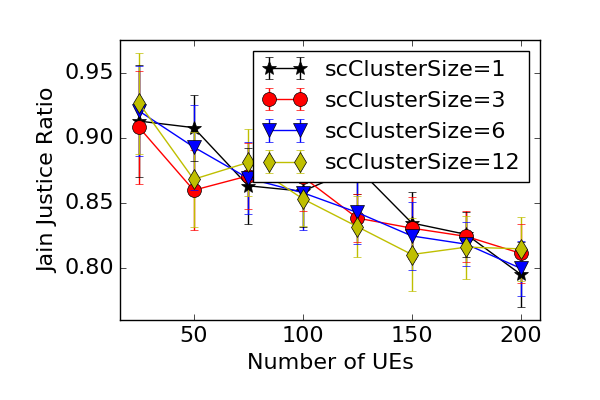 scClusterSize=1
scClusterSize=3
scClusterSize=6
scClusterSize=12
Jain Justice Ratio
0.95
0.90
0.85
0.80
50
100
150
200
Number of UEs